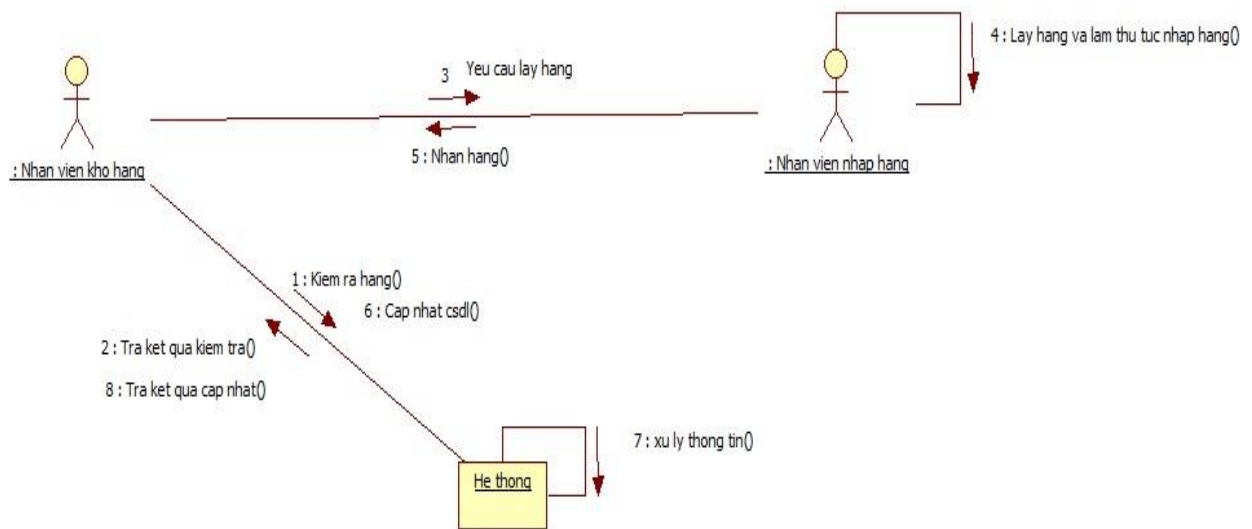 4 : Lay hang va lam thu tuc nhap hang()
3 Yeu cau lay hang
5 : Nhan hang()
: Nhan vien kho hang
: Nhan vien nhap hang
1 : Kiem ra hang()
6 : Cap nhat csdl()
2 : Tra ket qua kiem tra()
8 : Tra ket qua cap nhat()
7 : xu ly thong tin()
He thong